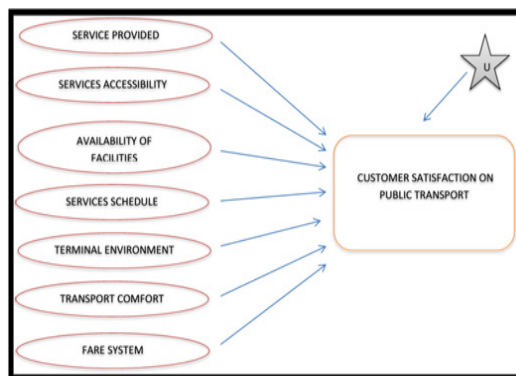 SERVICE PROVIDED
U
SERVICES ACCESSIBILITY
AVAILABILITY OF
FACILITIES
CUSTOMER SATISFACTION ON
PUBLIC TRANSPORT
SERVICES SCHEDULE
TERMINAL ENVIRONMENT
TRANSPORT COMFORT
FARE SYSTEM